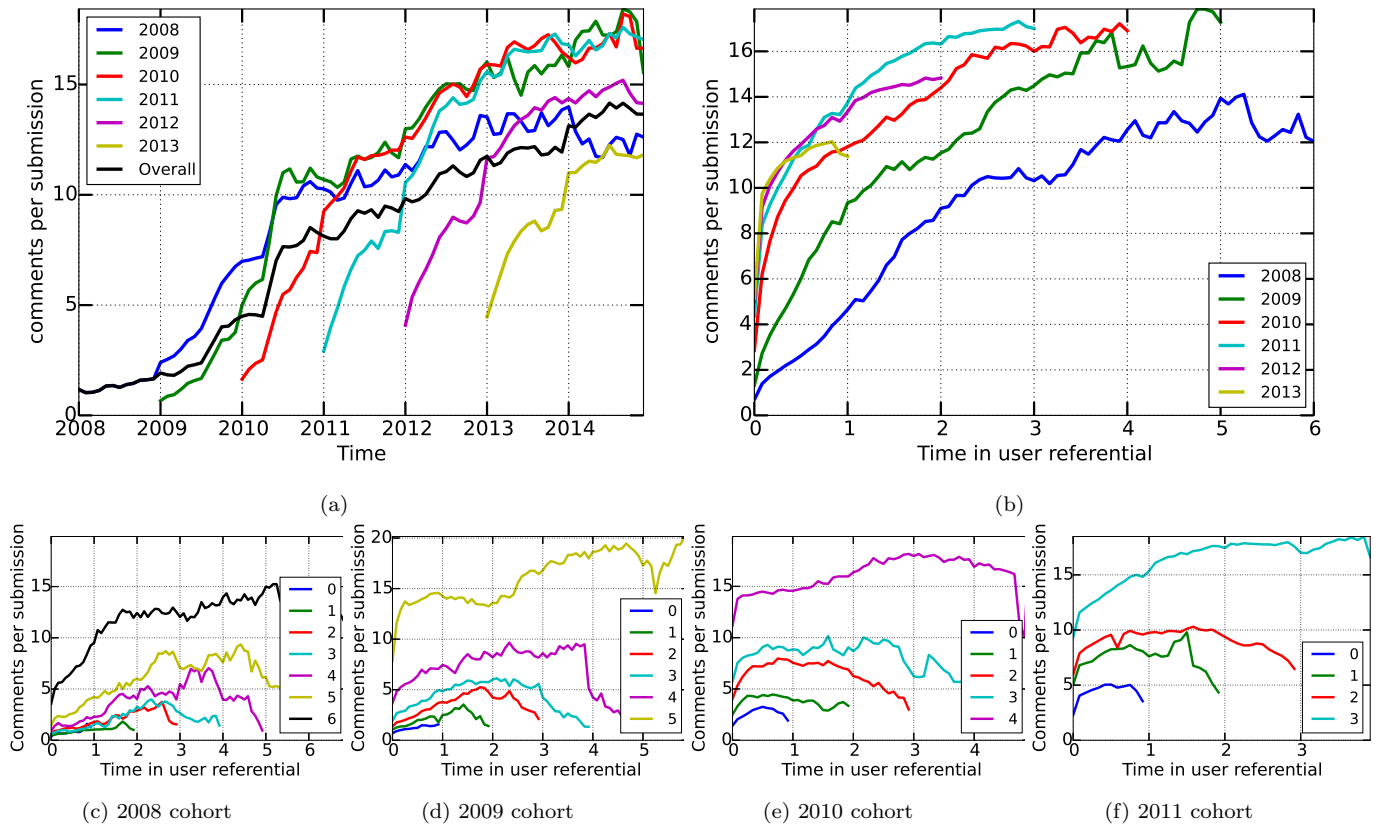 comments per submission
15
10
5
0
2008
2009
2010
2011
2012
2013
Overall
2008 2009 2010 2011 2012 2013 2014
Time
(a)
comments per submission
16
14
12
10
8
6
4
2
0
2008
2009
2010
2011
2012
2013
0 1 2 3 4 5 6
Time in user referential
(b)
Comments per submission
15
10
5
0
0
1
2
3
4
5
6
0 1 2 3 4 5 6
Time in user referential
(c) 2008 cohort
Comments per submission
20
15
10
5
0
0
1
2
3
4
5
0 1 2 3 4 5
Time in user referential
(d) 2009 cohort
Comments per submission
15
10
5
0
0
1
2
3
4
0 1 2 3 4
Time in user referential
(e) 2010 cohort
Comments per submission
15
10
5
0
0
1
2
3
0 1 2 3
Time in user referential
(f) 2011 cohort